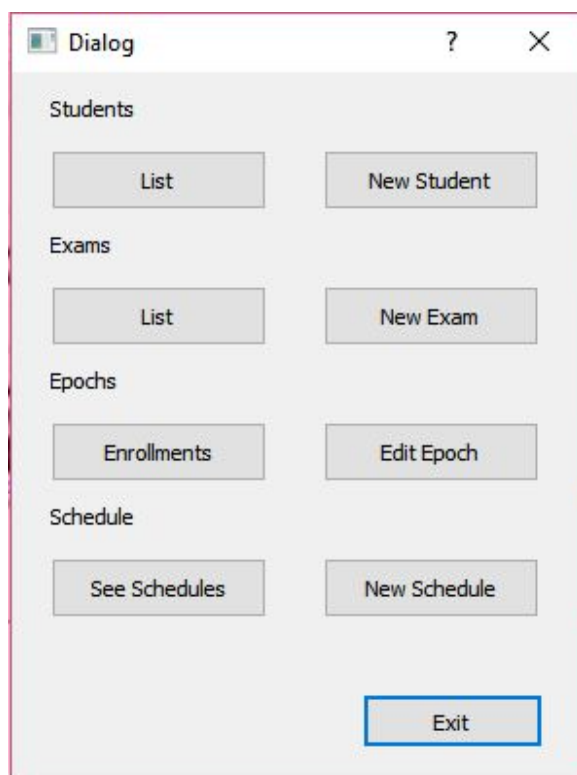 Dialog ?
Students
List New Student
Exams
List New Exam
Epochs
Enrollments Edit Epoch
Schedule
See Schedules New Schedule
Exit